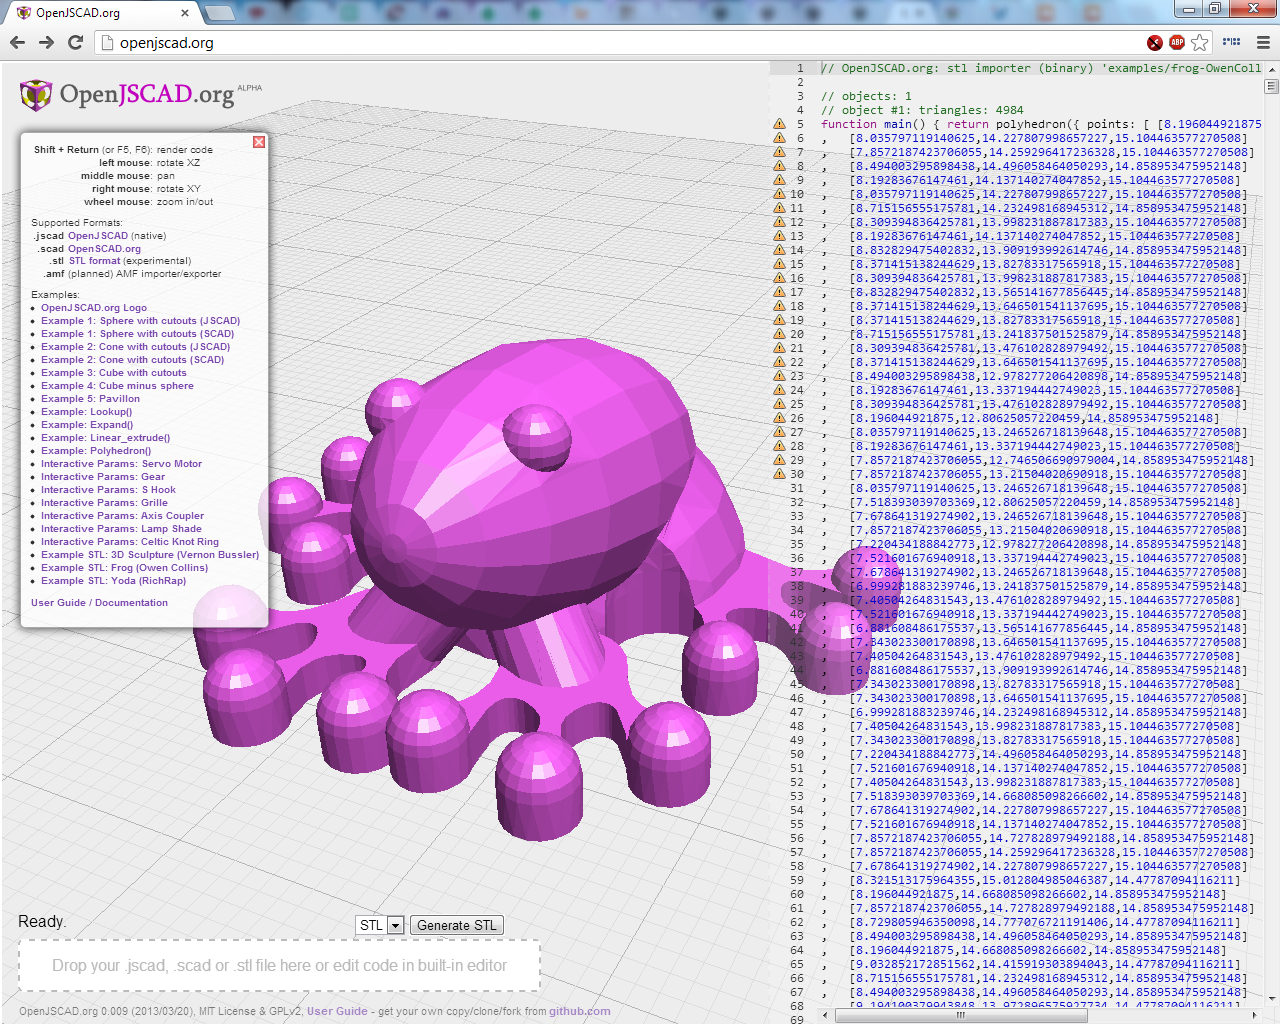 OpenJSCAD.org
openjscad.org
ABP
OpenJSCAD.org ALPHA
Shift + Return (or F5, F6): render code
left mouse: rotate XZ
middle mouse: pan
right mouse: rotate XY
wheel mouse: zoom in/out
Supported Formats:
.jscad OpenJSCAD (native)
.scad OpenSCAD.org
.stl STL format (experimental)
.amf (planned) AMF importer/exporter
Examples:
OpenJSCAD.org Logo
Example 1: Sphere with cutouts (JSCAD)
Example 1: Sphere with cutouts (SCAD)
Example 2: Cone with cutouts (JSCAD)
Example 2: Cone with cutouts (SCAD)
Example 3: Cube with cutouts
Example 4: Cube minus sphere
Example 5: Pavillon
Example: Lookup()
Example: Expand()
Example: Linear_extrude()
Example: Polyhedron()
Interactive Params: Servo Motor
Interactive Params: Gear
Interactive Params: S Hook
Interactive Params: Grille
Interactive Params: Axis Coupler
Interactive Params: Lamp Shade
Interactive Params: Celtic Knot Ring
Example STL: 3D Sculpture (Vernon Bussler)
Example STL: Frog (Owen Collins)
Example STL: Yoda (RichRap)
User Guide / Documentation
1 // OpenJSCAD.org: stl importer (binary) 'examples/frog-OwenColl
2
3 // objects: 1
4 // object #1: triangles: 4984
5 function main() { return polyhedron({ points: [ [8.196044921875
6 , [8.035797119140625,14.227807998657227,15.104463577270508]
7 , [7.8572187423706055,14.259296417236328,15.104463577270508]
8 , [8.494003295898438,14.496058464050293,14.858953475952148]
9 , [8.19283676147461,14.137140274047852,15.104463577270508]
10 , [8.035797119140625,14.227807998657227,15.104463577270508]
11 , [8.715156555175781,14.232498168945312,14.858953475952148]
12 , [8.309394836425781,13.998231887817383,15.104463577270508]
13 , [8.19283676147461,14.137140274047852,15.104463577270508]
14 , [8.832829475402832,13.909193992614746,14.858953475952148]
15 , [8.371415138244629,13.82783317565918,15.104463577270508]
16 , [8.309394836425781,13.998231887817383,15.104463577270508]
17 , [8.832829475402832,13.565141677856445,14.858953475952148]
18 , [8.371415138244629,13.646501541137695,15.104463577270508]
19 , [8.371415138244629,13.82783317565918,15.104463577270508]
20 , [8.715156555175781,13.241837501525879,14.858953475952148]
21 , [8.309394836425781,13.476102828979492,15.104463577270508]
22 , [8.371415138244629,13.646501541137695,15.104463577270508]
23 , [8.494003295898438,12.978277206420898,14.858953475952148]
24 , [8.19283676147461,13.337194442749023,15.104463577270508]
25 , [8.309394836425781,13.476102828979492,15.104463577270508]
26 , [8.196044921875,12.80625057220459,14.858953475952148]
27 , [8.035797119140625,13.246526718139648,15.104463577270508]
28 , [8.19283676147461,13.337194442749023,15.104463577270508]
29 , [7.8572187423706055,12.746506690979004,14.858953475952148]
30 , [7.8572187423706055,13.21504020690918,15.104463577270508]
31 , [8.035797119140625,13.246526718139648,15.104463577270508]
32 , [7.518393039703369,12.80625057220459,14.858953475952148]
33 , [7.678641319274902,13.246526718139648,15.104463577270508]
34 , [7.8572187423706055,13.21504020690918,15.104463577270508]
35 , [7.220434188842773,12.978277206420898,14.858953475952148]
36 , [7.521601676940918,13.337194442749023,15.104463577270508]
37 , [7.678641319274902,13.246526718139648,15.104463577270508]
38 , [6.999281883239746,13.241837501525879,14.858953475952148]
39 , [7.40504264831543,13.476102828979492,15.104463577270508]
40 , [7.521601676940918,13.337194442749023,15.104463577270508]
41 , [6.881608486175537,13.565141677856445,14.858953475952148]
42 , [7.343023300170898,13.646501541137695,15.104463577270508]
43 , [7.40504264831543,13.476102828979492,15.104463577270508]
44 , [6.881608486175537,13.909193992614746,14.858953475952148]
45 , [7.343023300170898,13.82783317565918,15.104463577270508]
46 , [7.343023300170898,13.646501541137695,15.104463577270508]
47 , [6.999281883239746,14.232498168945312,14.858953475952148]
48 , [7.40504264831543,13.998231887817383,15.104463577270508]
49 , [7.343023300170898,13.82783317565918,15.104463577270508]
50 , [7.220434188842773,14.496058464050293,14.858953475952148]
51 , [7.521601676940918,14.137140274047852,15.104463577270508]
52 , [7.40504264831543,13.998231887817383,15.104463577270508]
53 , [7.518393039703369,14.668085098266602,14.858953475952148]
54 , [7.678641319274902,14.227807998657227,15.104463577270508]
55 , [7.521601676940918,14.137140274047852,15.104463577270508]
56 , [7.8572187423706055,14.727828979492188,14.858953475952148]
57 , [7.8572187423706055,14.259296417236328,15.104463577270508]
58 , [7.678641319274902,14.227807998657227,15.104463577270508]
59 , [8.321513175964355,15.012804985046387,14.47787094116211]
60 , [8.196044921875,14.668085098266602,14.858953475952148]
61 , [7.8572187423706055,14.727828979492188,14.858953475952148]
62 , [8.729805946350098,14.777076721191406,14.47787094116211]
63 , [8.494003295898438,14.496058464050293,14.858953475952148]
64 , [8.196044921875,14.668085098266602,14.858953475952148]
65 , [9.032852172851562,14.415919303894043,14.47787094116211]
66 , [8.715156555175781,14.232498168945312,14.858953475952148]
67 , [8.494003295898438,14.496058464050293,14.858953475952148]
68 , [9.194100379943848,13.972896575927734,14.47787094116211]
69
Ready.
STL Generate STL
Drop your .jscad, .scad or .stl file here or edit code in built-in editor
OpenJSCAD.org 0.009 (2013/03/20), MIT License & GPLv2, User Guide - get your own copy/clone/fork from github.com